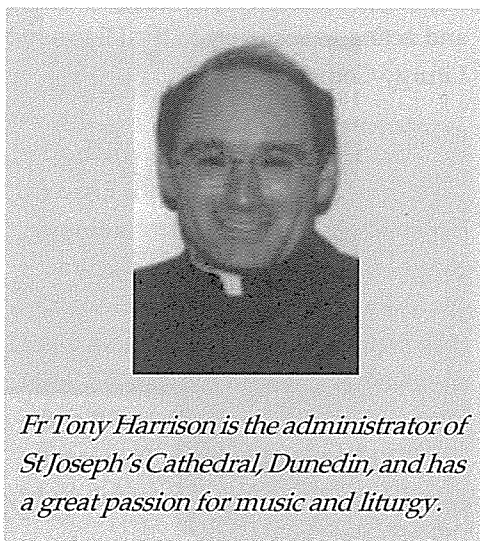 Fr Tony Harrison is the administrator of
St Joseph's Cathedral, Dunedin, and has
a great passion for music and liturgy.